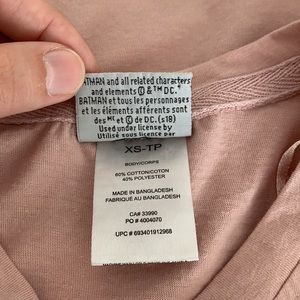 BATMAN and all related characters
and elements © & ™ DC.
BATMAN et tous les personnages
et les éléments afférents sont
des ᴹᶜ et © de DC. (s18)
Used under license by
Utilisé sous licence par
XS-TP
BODY/CORPS
60% COTTON/COTON
40% POLYESTER
MADE IN BANGLADESH
FABRIQUÉ AU BANGLADESH
CA# 33990
PO # 4004070
UPC # 693401912968